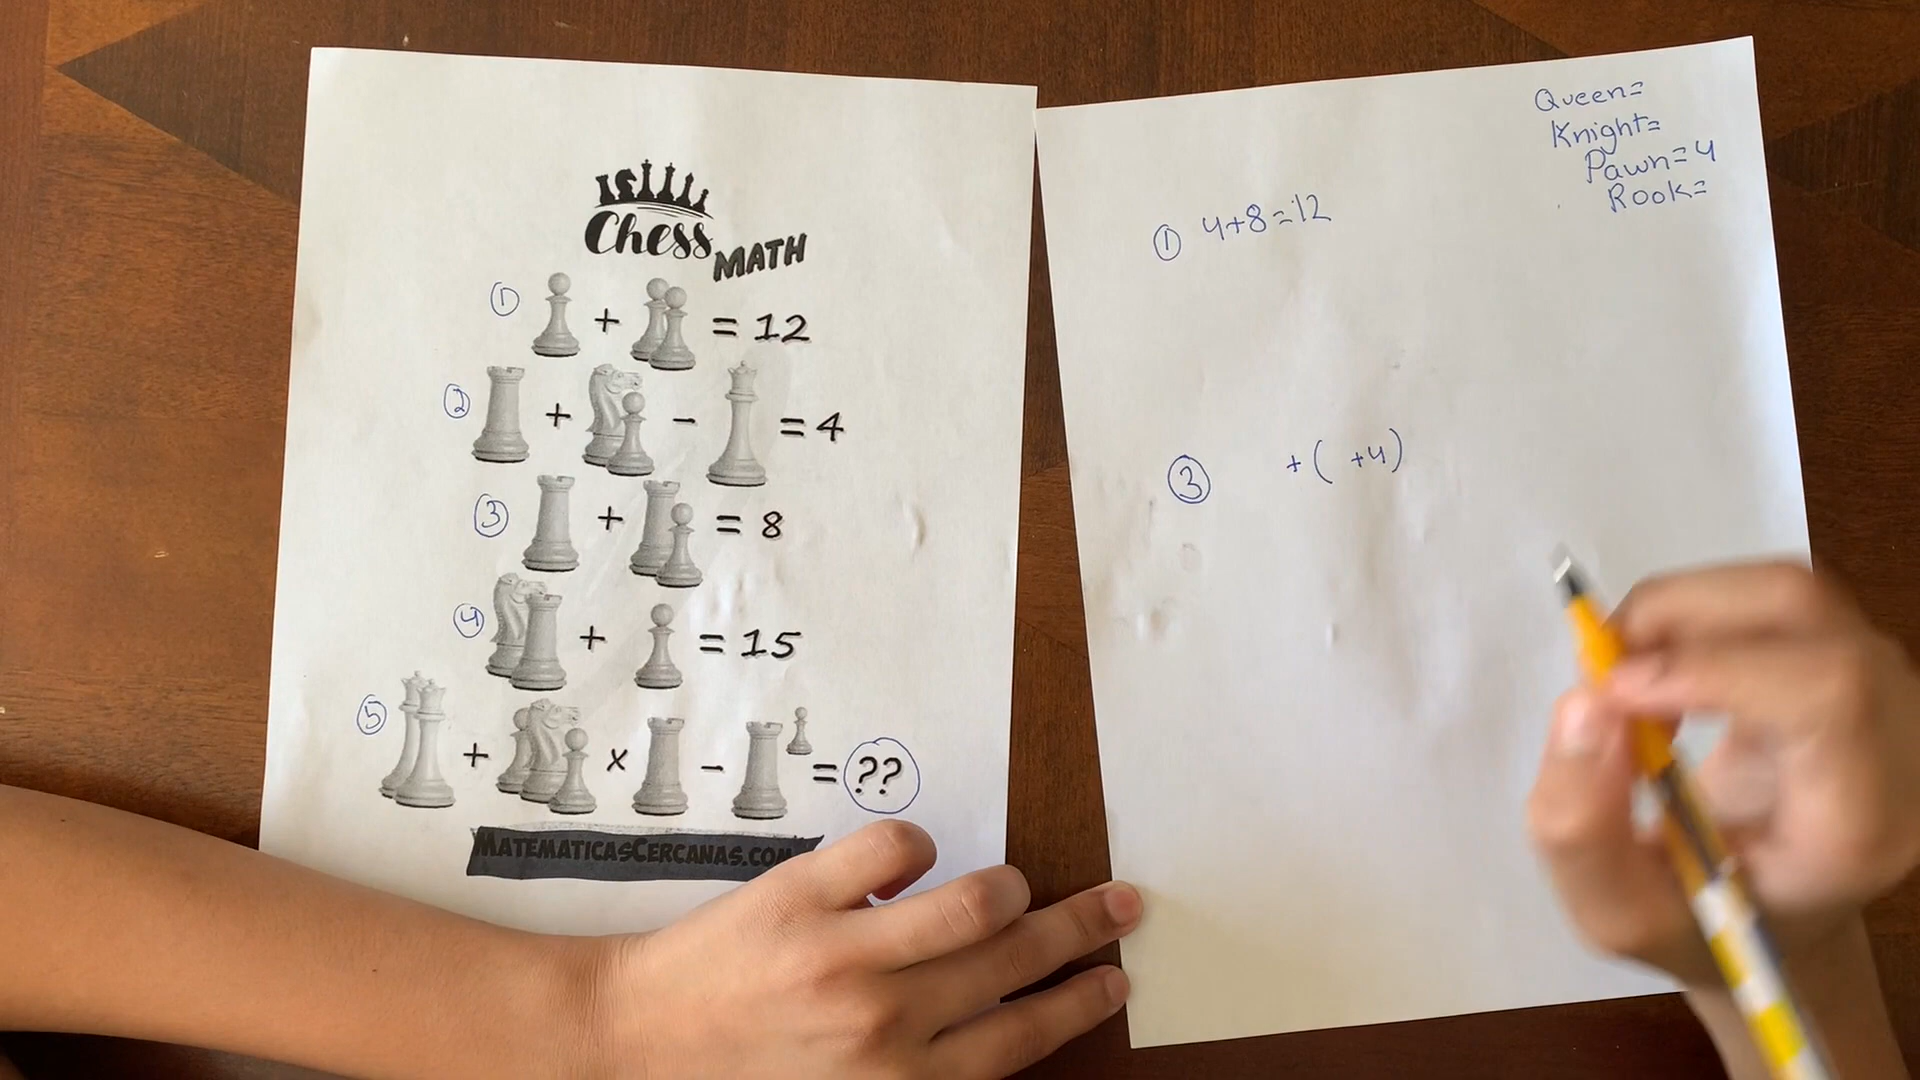 Chess
MATH
① + = 12
② + - = 4
③ + = 8
④ + = 15
⑤ + x - = ??
MATEMATICASCERCANAS.COM
Queen=
Knight=
Pawn=4
Rook=
① 4+8=12
③ +( +4)